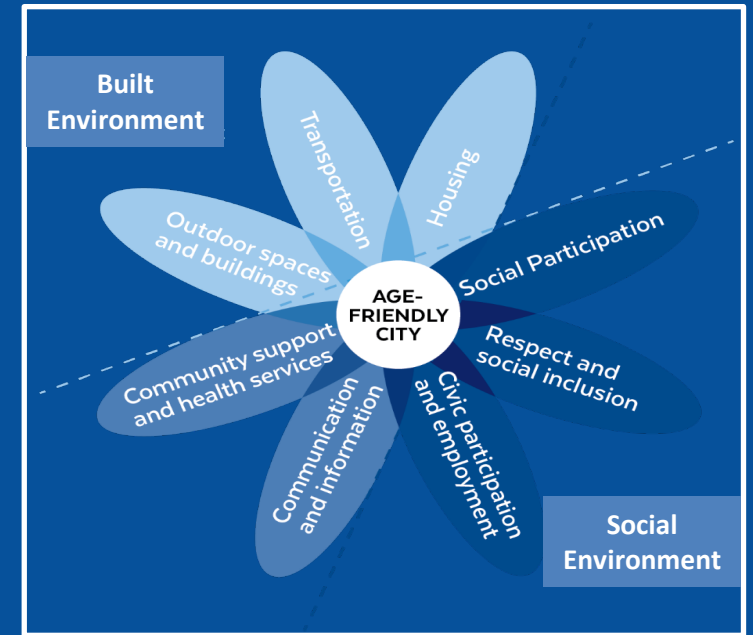 Built
Environment
Transportation
Housing
Outdoor spaces
and buildings
Social Participation
AGE-
FRIENDLY
CITY
Community support
and health services
Respect and
social inclusion
Communication
and information
Civic participation
and employment
Social
Environment